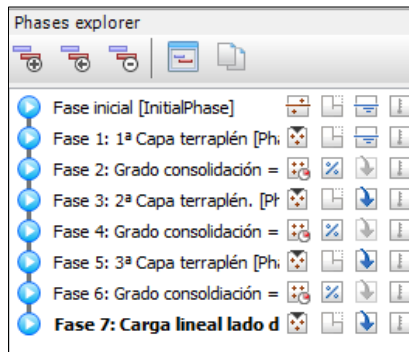 Phases explorer
Fase inicial [InitialPhase]
Fase 1: 1ª Capa terraplén [Pha
Fase 2: Grado consolidación =
Fase 3: 2ª Capa terraplén. [Ph
Fase 4: Grado consolidación =
Fase 5: 3ª Capa terraplén [Pha
Fase 6: Grado consoldiación =
Fase 7: Carga lineal lado d